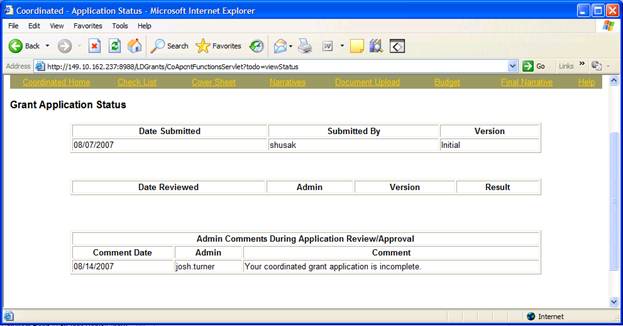 Coordinated - Application Status - Microsoft Internet Explorer
File Edit View Favorites Tools Help
Back Search Favorites
Address http://149.10.162.237:8988/LDGrants/CoApcntFunctionsServlet?todo=viewStatus Go Links »
Coordinated Home Check List Cover Sheet Narratives Document Upload Budget Final Narrative Help
Grant Application Status
Date Submitted Submitted By Version
08/07/2007 shusak Initial
Date Reviewed Admin Version Result
Admin Comments During Application Review/Approval
Comment Date Admin Comment
08/14/2007 josh.turner Your coordinated grant application is incomplete.
Internet